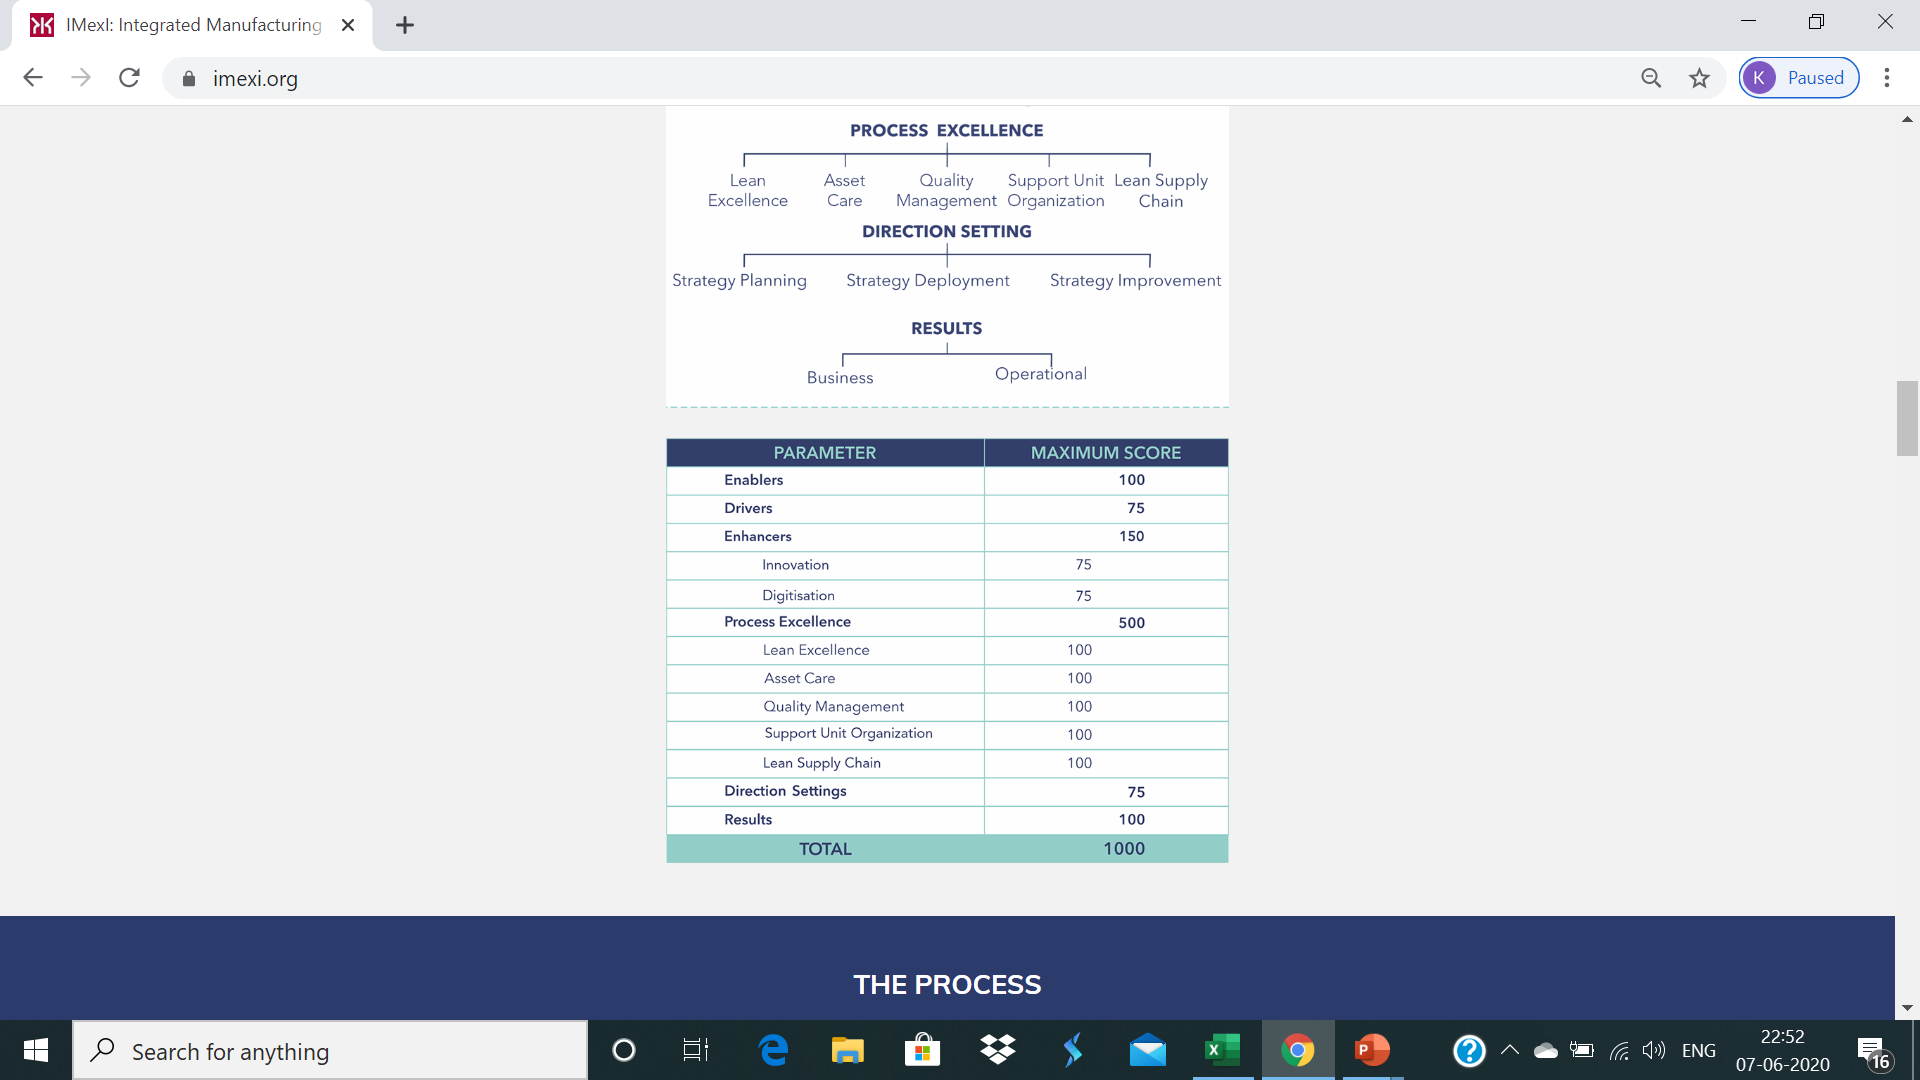 IMexI: Integrated Manufacturing
imexi.org
K Paused
PROCESS EXCELLENCE
Lean Excellence
Asset Care
Quality Management
Support Unit Organization
Lean Supply Chain
DIRECTION SETTING
Strategy Planning Strategy Deployment Strategy Improvement
RESULTS
Business Operational
PARAMETER MAXIMUM SCORE
Enablers 100
Drivers 75
Enhancers 150
Innovation 75
Digitisation 75
Process Excellence 500
Lean Excellence 100
Asset Care 100
Quality Management 100
Support Unit Organization 100
Lean Supply Chain 100
Direction Settings 75
Results 100
TOTAL 1000
THE PROCESS
Search for anything
ENG
22:52
07-06-2020
16